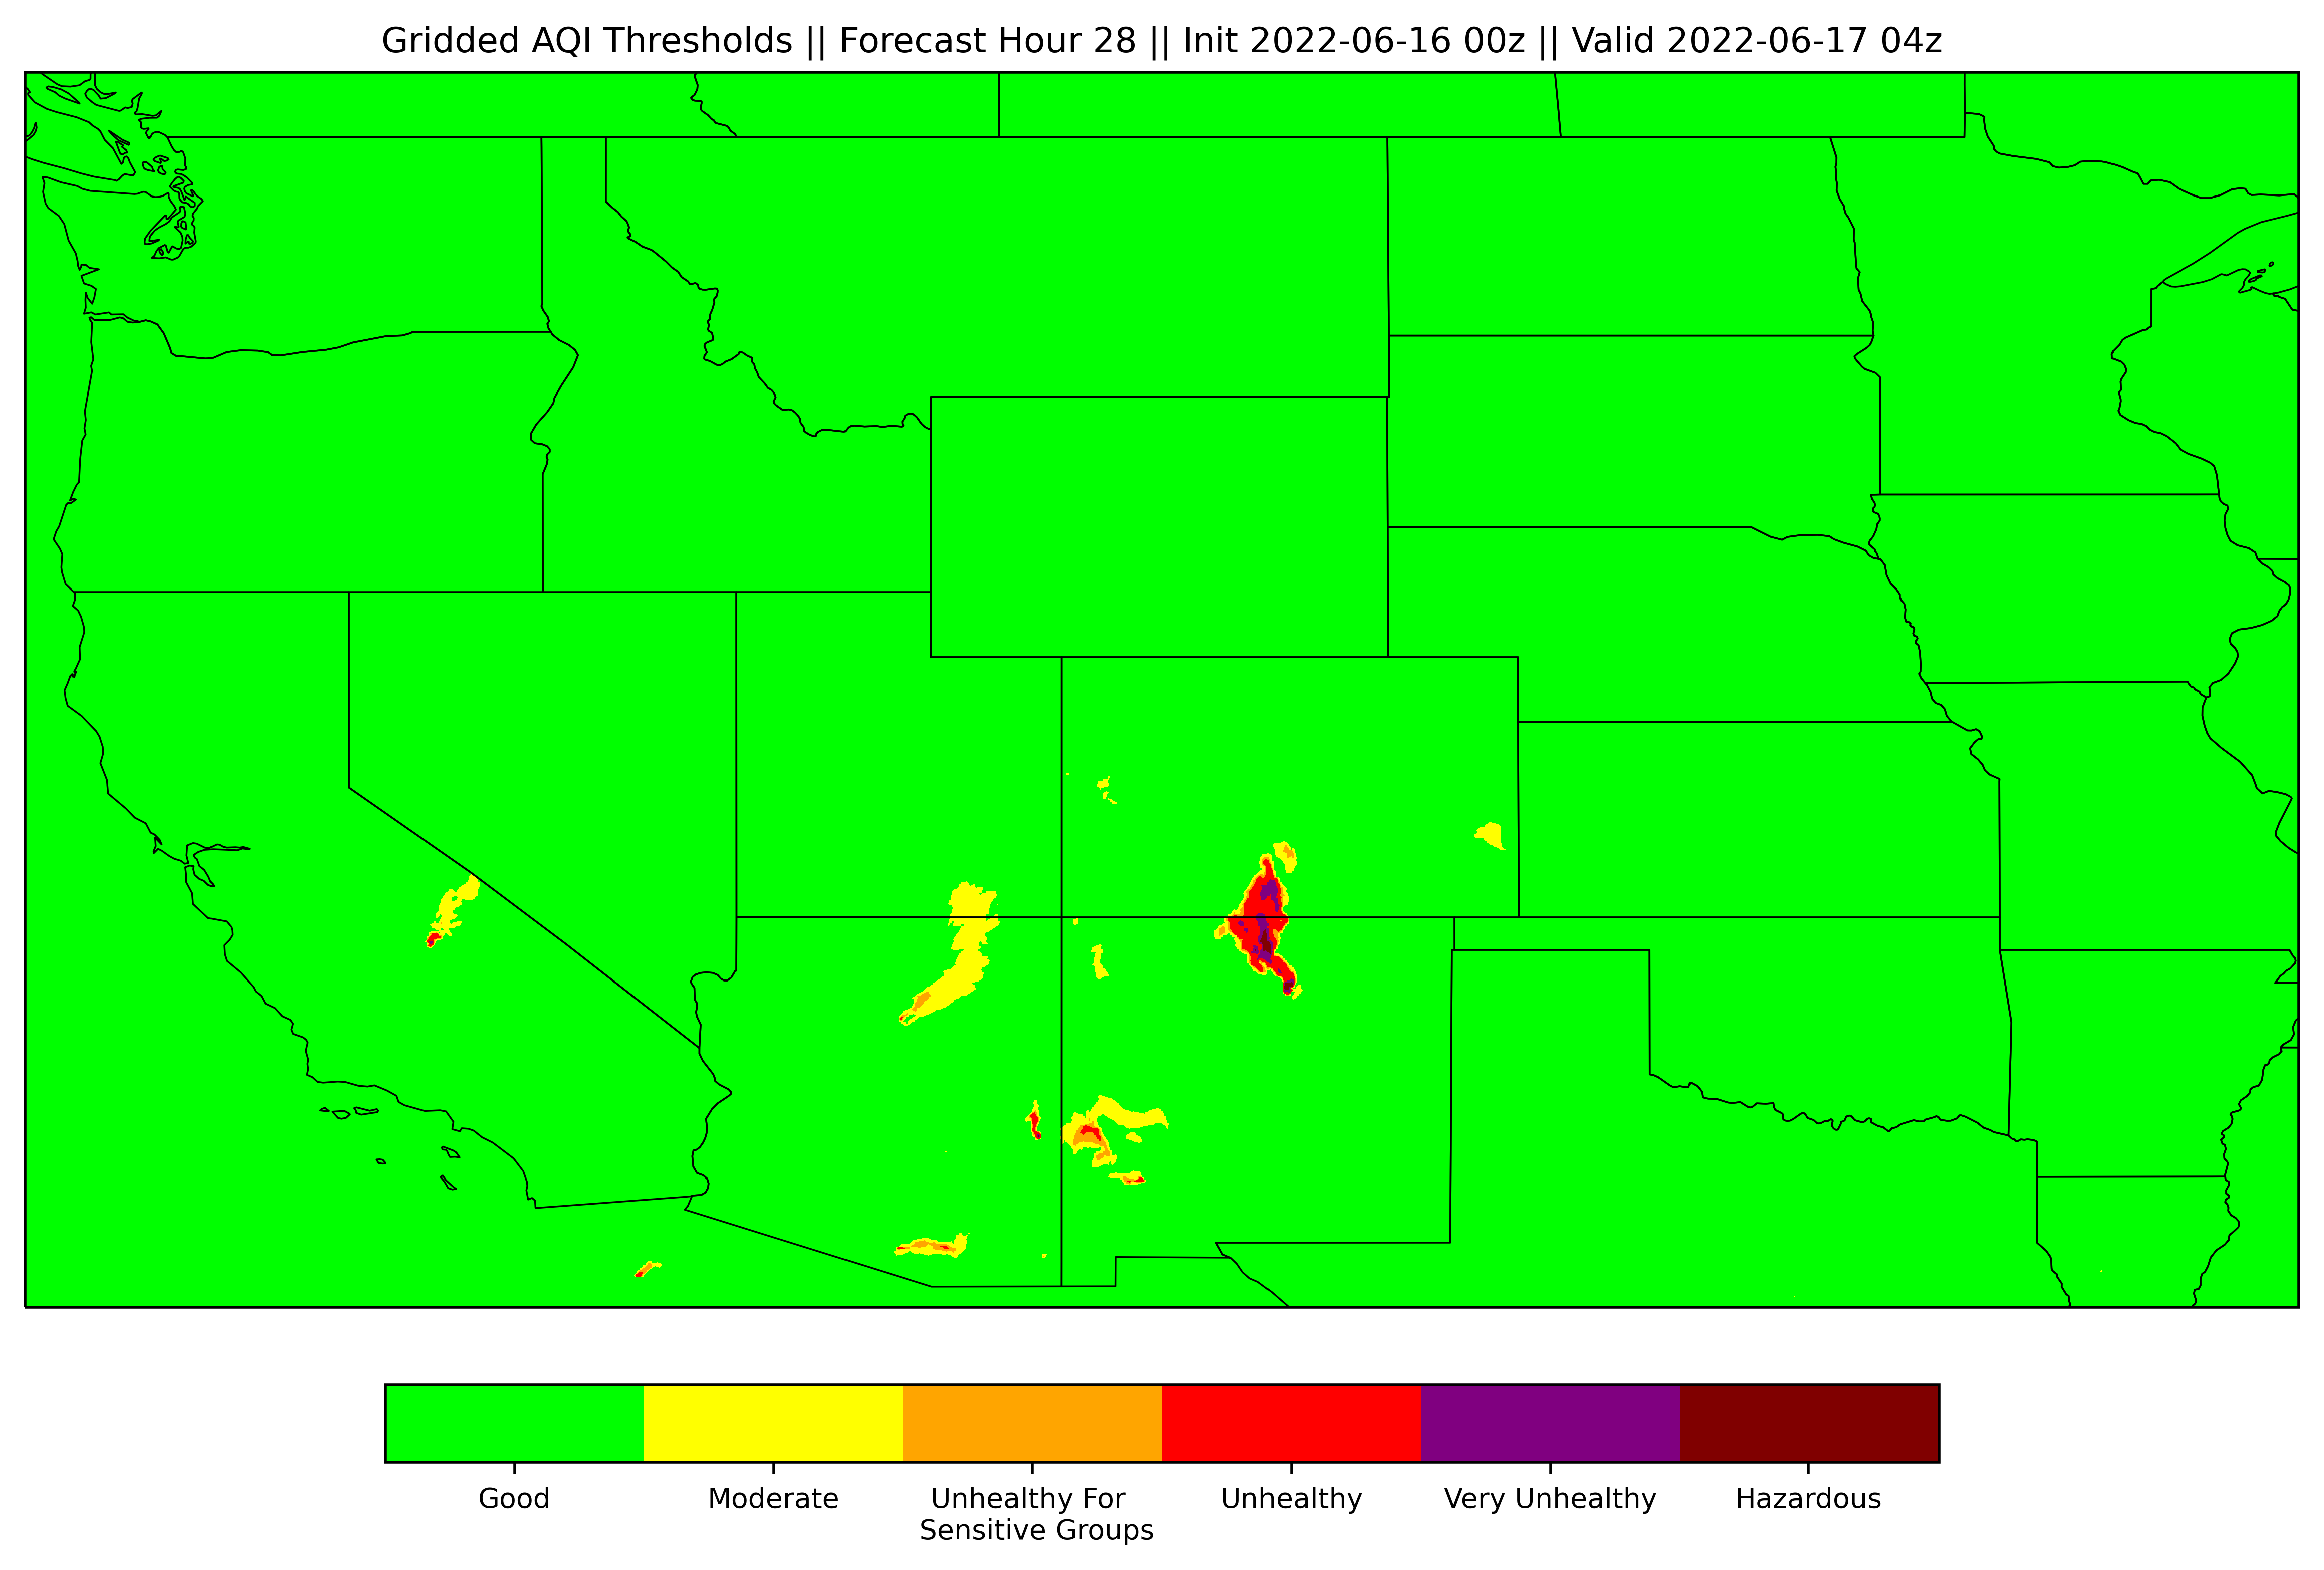 Gridded AQI Thresholds || Forecast Hour 28 || Init 2022-06-16 00z || Valid 2022-06-17 04z
Good
Moderate
Unhealthy For
Sensitive Groups
Unhealthy
Very Unhealthy
Hazardous